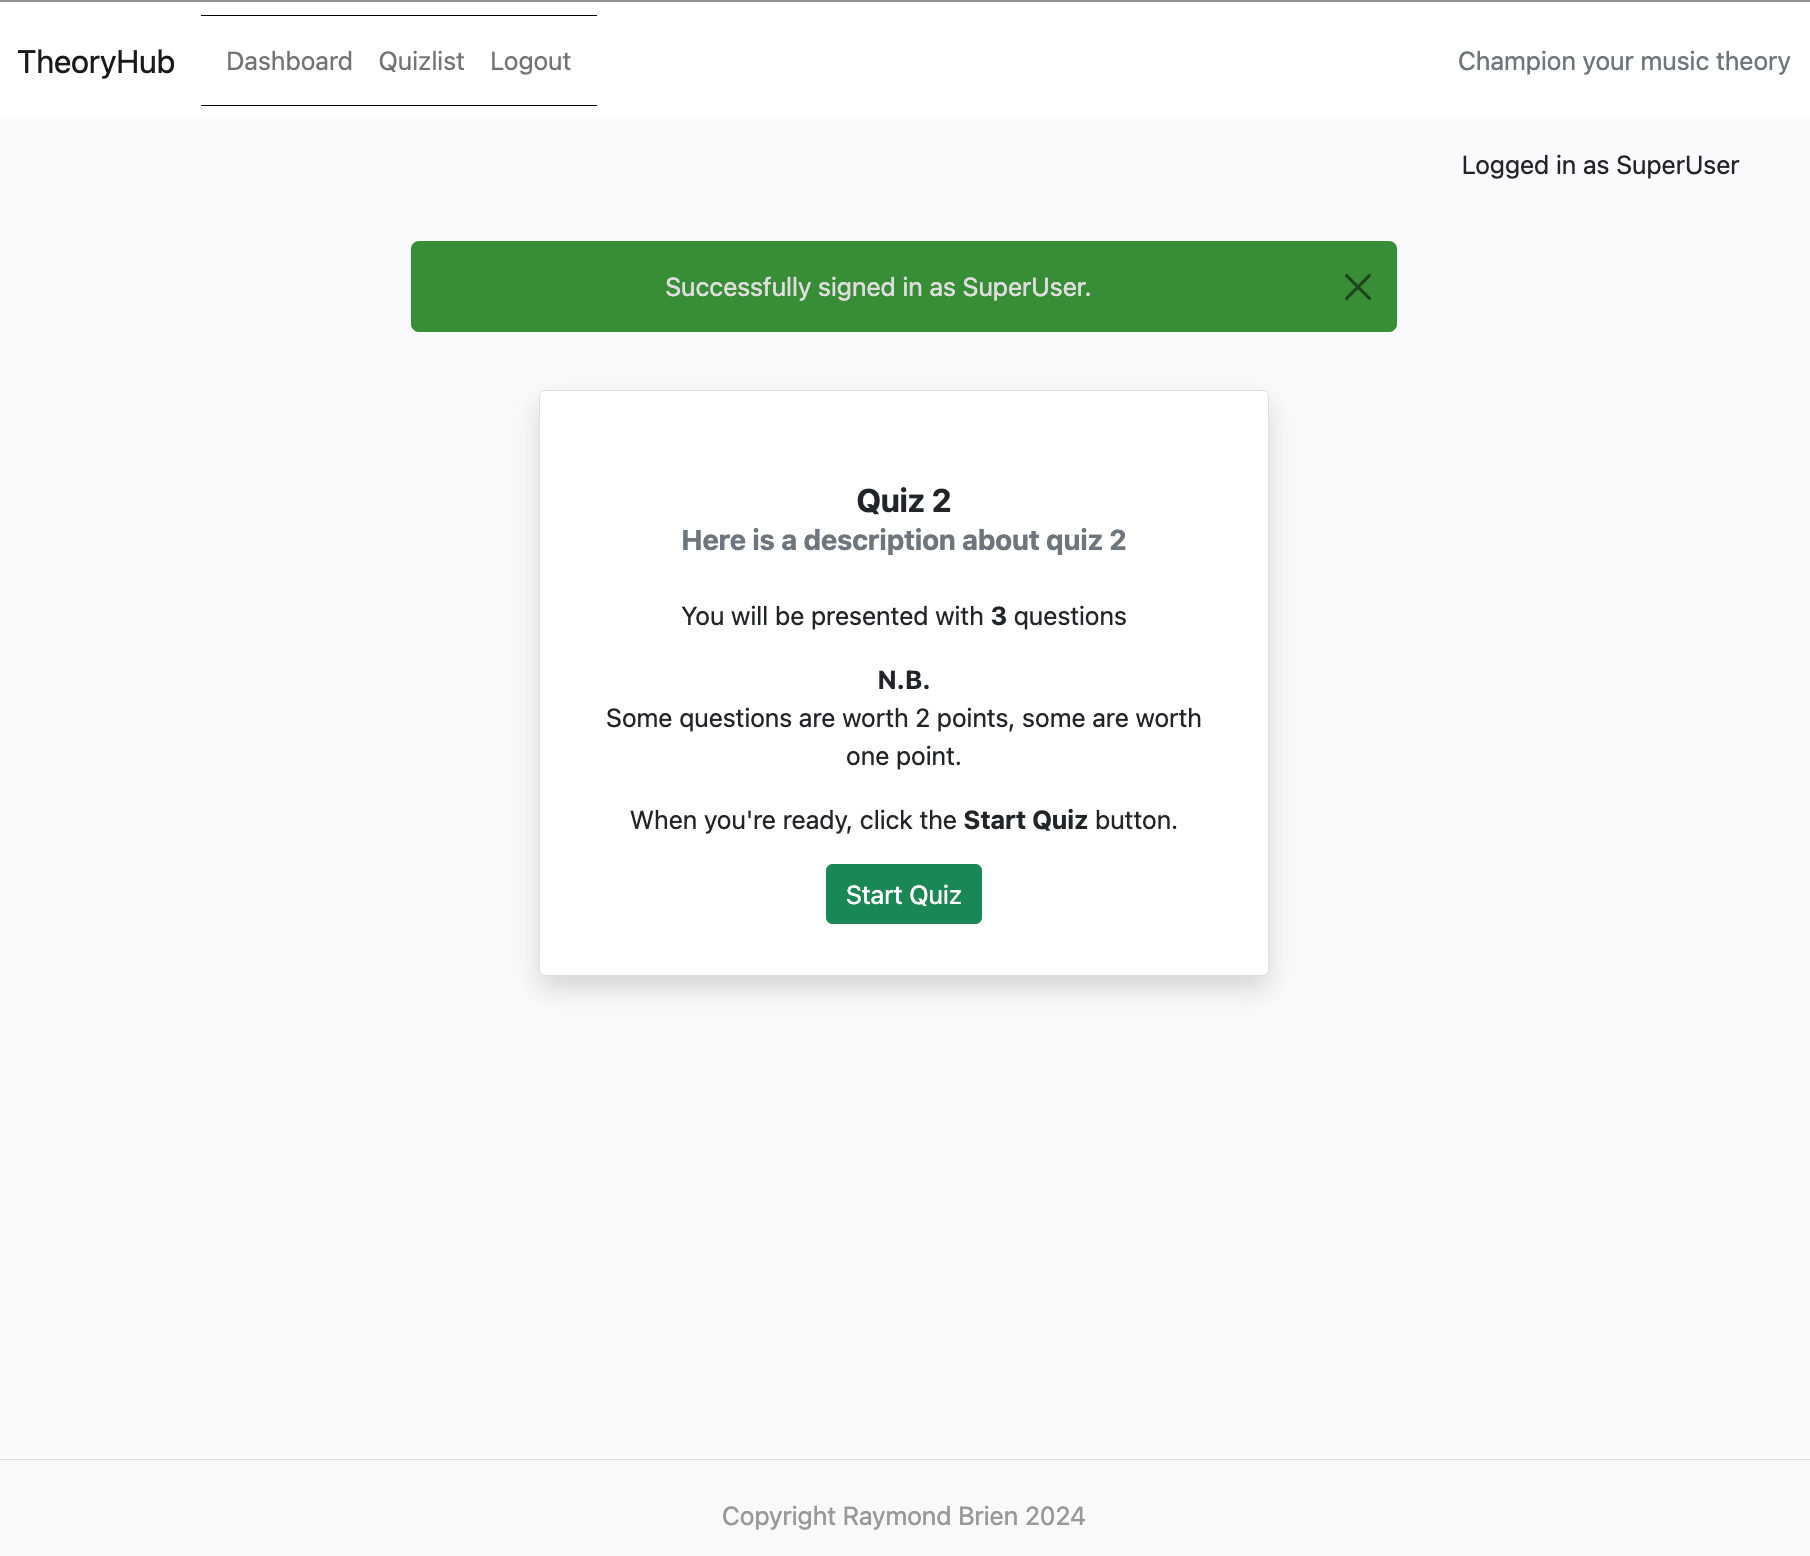 TheoryHub Dashboard Quizlist Logout Champion your music theory
Logged in as SuperUser
Successfully signed in as SuperUser.
Quiz 2
Here is a description about quiz 2
You will be presented with 3 questions
N.B.
Some questions are worth 2 points, some are worth
one point.
When you're ready, click the Start Quiz button.
Start Quiz
Copyright Raymond Brien 2024